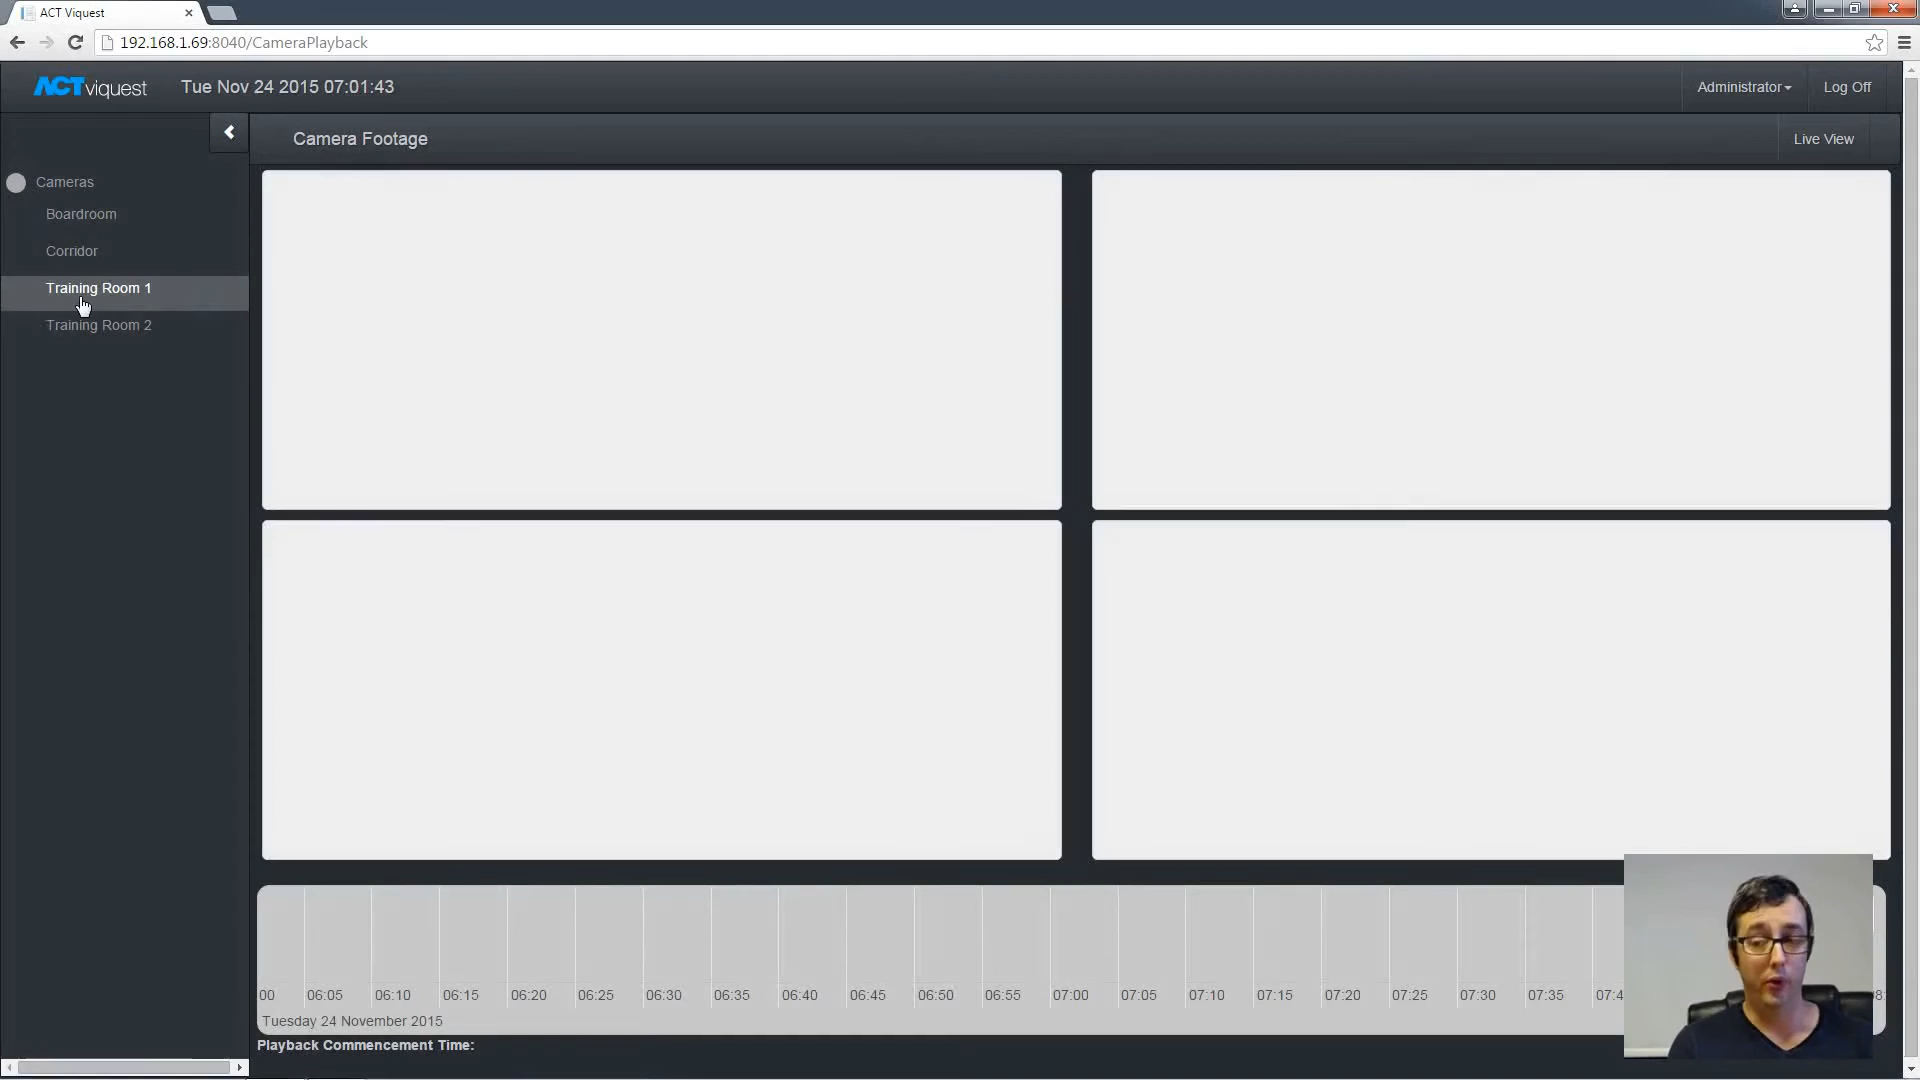 ACT Viquest
192.168.1.69:8040/CameraPlayback
ACTviquest
Tue Nov 24 2015 07:01:43
Administrator
Log Off
Camera Footage
Live View
Cameras
Boardroom
Corridor
Training Room 1
Training Room 2
00 06:05 06:10 06:15 06:20 06:25 06:30 06:35 06:40 06:45 06:50 06:55 07:00 07:05 07:10 07:15 07:20 07:25 07:30 07:35 07:4 8:
Tuesday 24 November 2015
Playback Commencement Time: